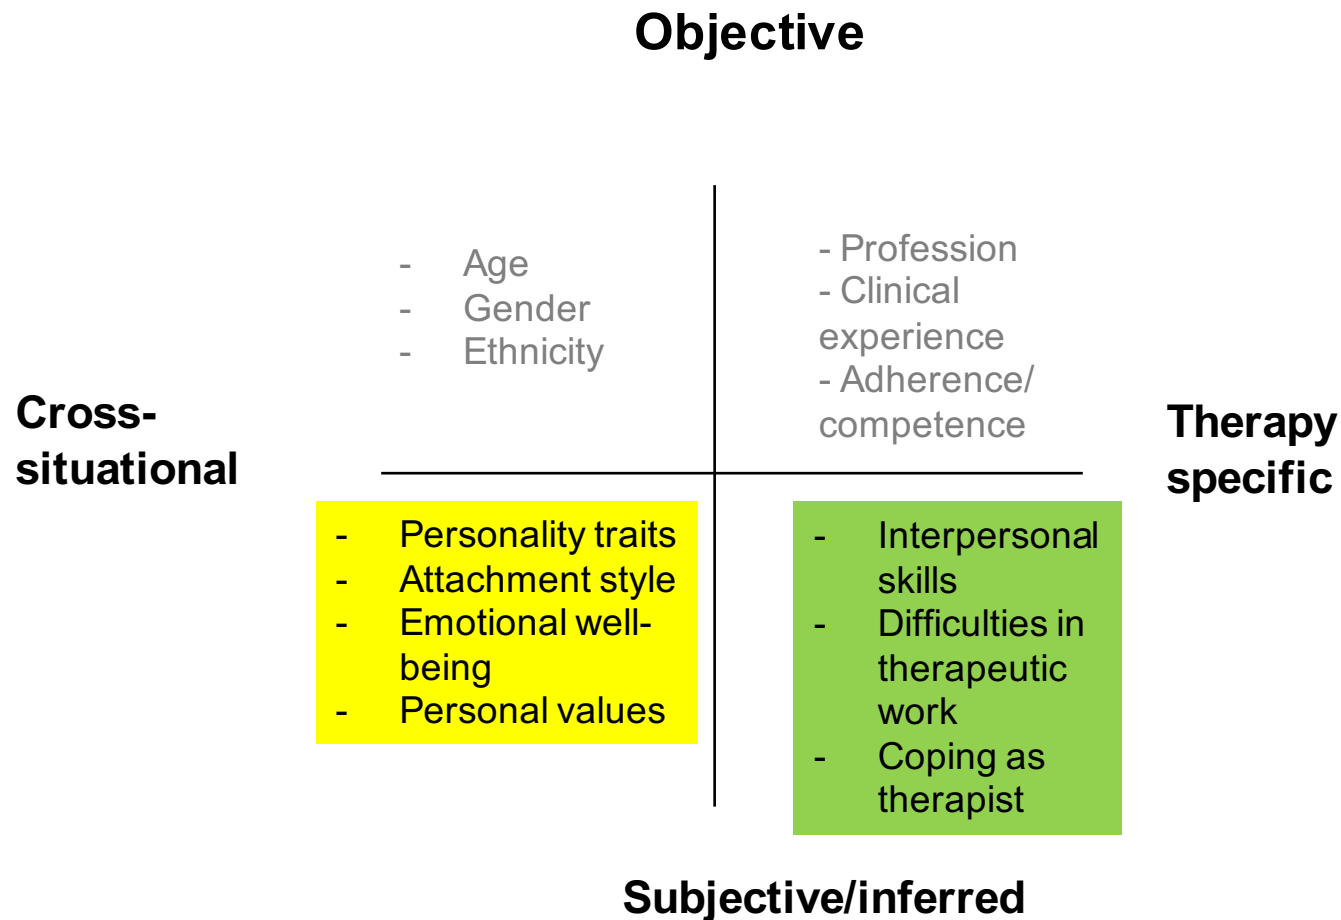 Objective
- Age
- Gender
- Ethnicity
- Profession
- Clinical
experience
- Adherence/
competence
Cross-
situational
Therapy
specific
- Personality traits
- Attachment style
- Emotional well-
being
- Personal values
- Interpersonal
skills
- Difficulties in
therapeutic
work
- Coping as
therapist
Subjective/inferred